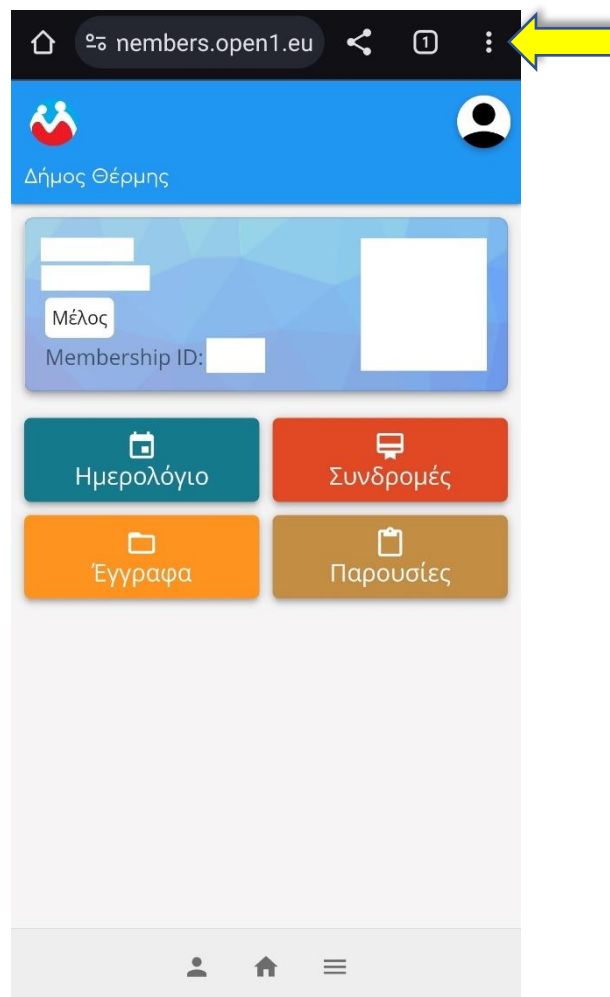 nembers.open1.eu
1
Δήμος Θέρμης
Μέλος
Membership ID:
Ημερολόγιο
Συνδρομές
Έγγραφα
Παρουσίες